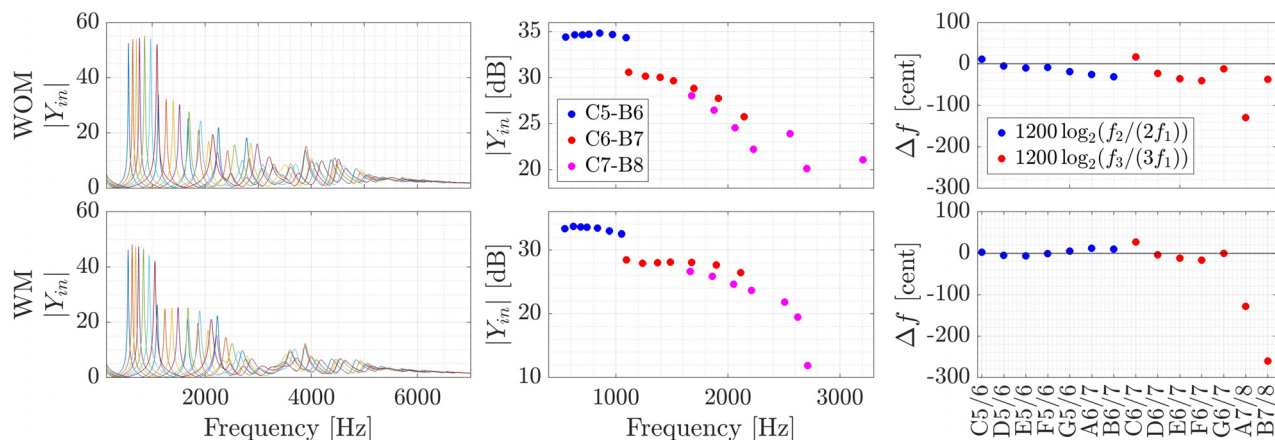 WOM
|Y_in|
60
40
20
0
|Y_in| [dB]
35
30
25
20
C5-B6
C6-B7
C7-B8
Δf [cent]
100
0
-100
-200
-300
1200 log₂(f₂/(2f₁))
1200 log₂(f₃/(3f₁))
WM
|Y_in|
60
40
20
0
2000 4000 6000
Frequency [Hz]
|Y_in| [dB]
30
20
10
1000 2000 3000
Frequency [Hz]
Δf [cent]
100
0
-100
-200
-300
C5/6
D5/6
E5/6
F5/6
G5/6
A6/7
B6/7
C6/7
D6/7
E6/7
F6/7
G6/7
A7/8
B7/8